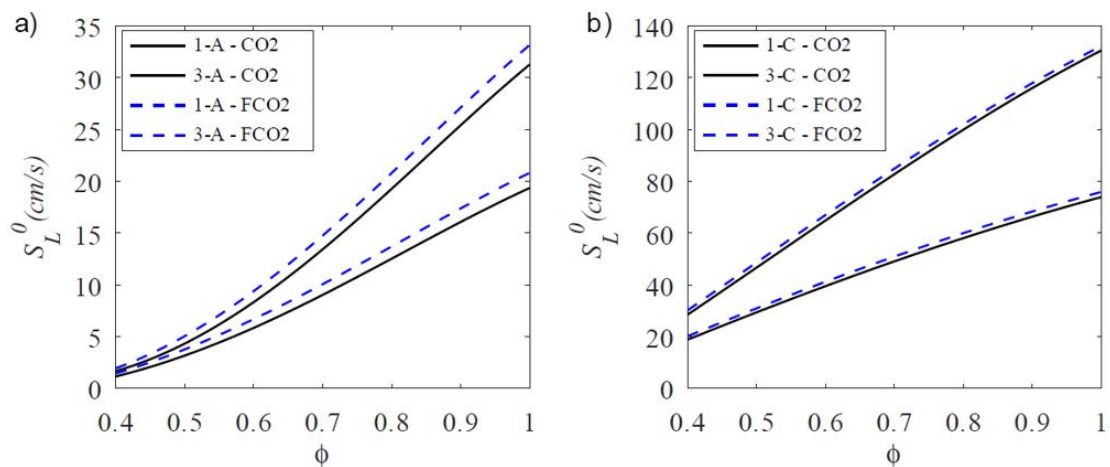 a)
35
30
25
20
15
10
5
0
S_L^0 (cm/s)
1-A - CO2
3-A - CO2
1-A - FCO2
3-A - FCO2
0.4 0.5 0.6 0.7 0.8 0.9 1
ϕ
b)
140
120
100
80
60
40
20
0
S_L^0 (cm/s)
1-C - CO2
3-C - CO2
1-C - FCO2
3-C - FCO2
0.4 0.5 0.6 0.7 0.8 0.9 1
ϕ